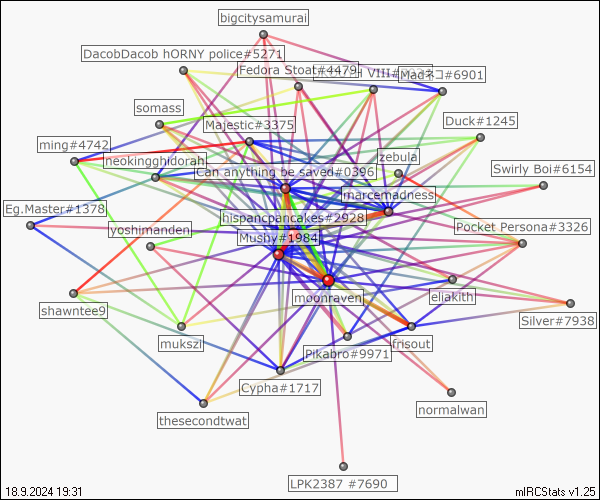 bigcitysamurai
DacobDacob hORNY police#5271
Fedora Stoat#4479
VIII#
Madネコ#6901
somass
Majestic#3375
Duck#1245
ming#4742
neokingghidorah
zebula
Can anything be saved#0396
Swirly Boi#6154
marcemadness
Eg.Master#1378
hispancpancakes#2928
Pocket Persona#3326
yoshimanden
Mushy#1984
moonraven
eliakith
shawntee9
Silver#7938
mukszi
Pikabro#9971
frisout
Cypha#1717
normalwan
thesecondtwat
LPK2387 #7690
18.9.2024 19:31
mIRCStats v1.25